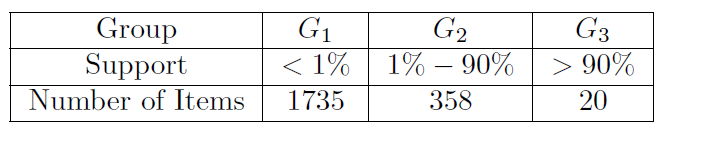 Group G₁ G₂ G₃
Support < 1% 1% – 90% > 90%
Number of Items 1735 358 20